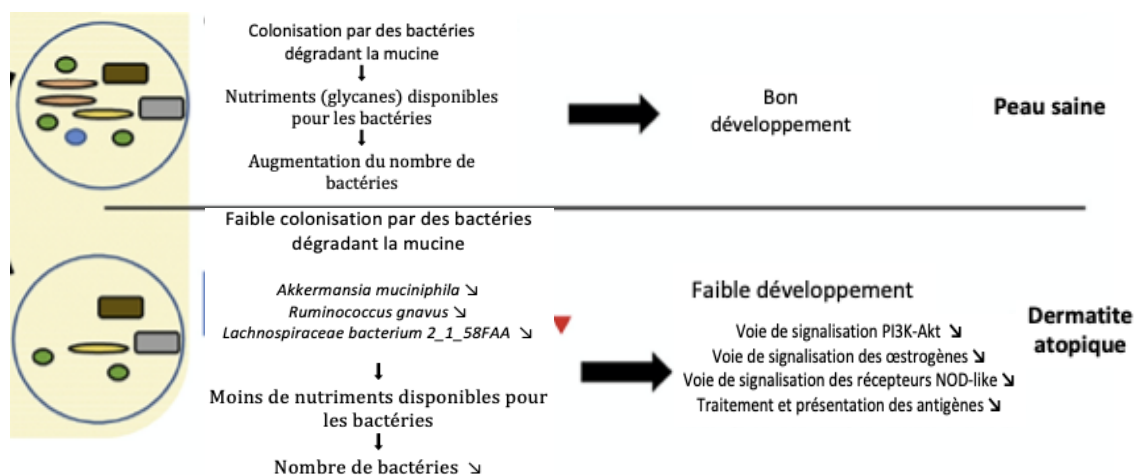 Colonisation par des bactéries
dégradant la mucine
↓
Nutriments (glycanes) disponibles
pour les bactéries
↓
Augmentation du nombre de
bactéries
Bon
développement
Peau saine
Faible colonisation par des bactéries
dégradant la mucine
Akkermansia muciniphila ↘
Ruminococcus gnavus ↘
Lachnospiraceae bacterium 2_1_58FAA ↘
↓
Moins de nutriments disponibles pour
les bactéries
↓
Nombre de bactéries ↘
Faible développement
Voie de signalisation PI3K-Akt ↘
Voie de signalisation des œstrogènes ↘
Voie de signalisation des récepteurs NOD-like ↘
Traitement et présentation des antigènes ↘
Dermatite
atopique